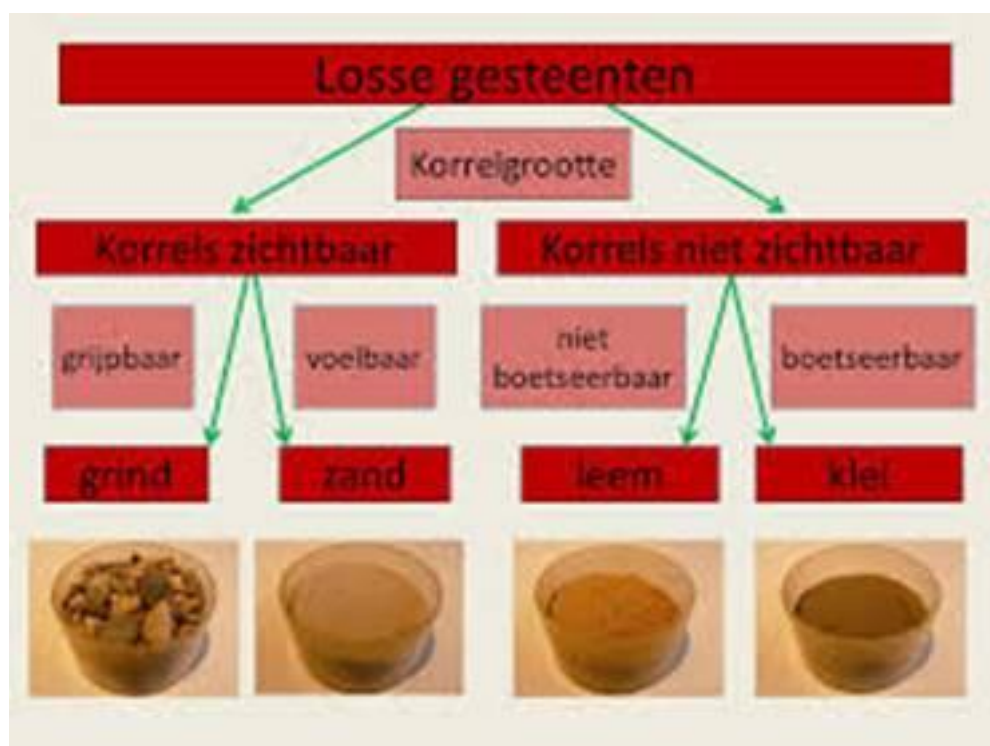 Losse gesteenten
Korrelgrootte
Korrels zichtbaar
Korrels niet zichtbaar
grijpbaar
voelbaar
niet
boetseerbaar
boetseerbaar
grind
zand
leem
klei